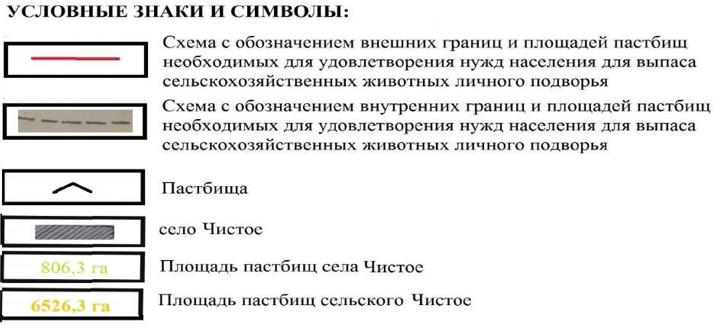 УСЛОВНЫЕ ЗНАКИ И СИМВОЛЫ:
Схема с обозначением внешних границ и площадей пастбищ
необходимых для удовлетворения нужд населения для выпаса
сельскохозяйственных животных личного подворья
Схема с обозначением внутренних границ и площадей пастбищ
необходимых для удовлетворения нужд населения для выпаса
сельскохозяйственных животных личного подворья
Пастбища
село Чистое
806,3 га Площадь пастбищ села Чистое
6526,3 га Площадь пастбищ сельского Чистое